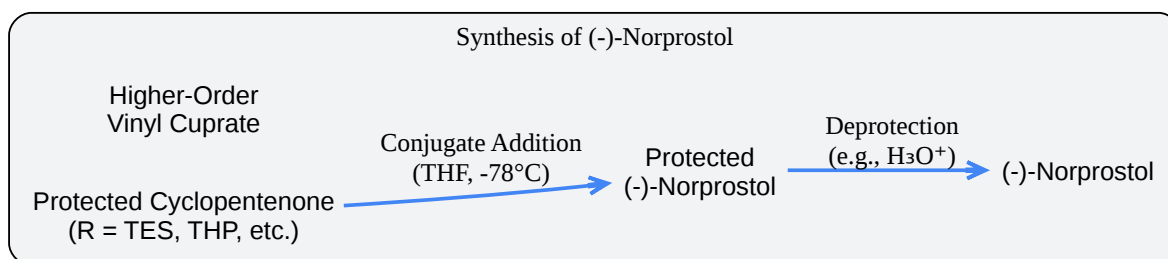 Synthesis of (-)-Norprostol
Higher-Order
Vinyl Cuprate
Conjugate Addition
(THF, -78°C)
Deprotection
(e.g., H₃O⁺)
Protected
(-)-Norprostol
(-)-Norprostol
Protected Cyclopentenone
(R = TES, THP, etc.)